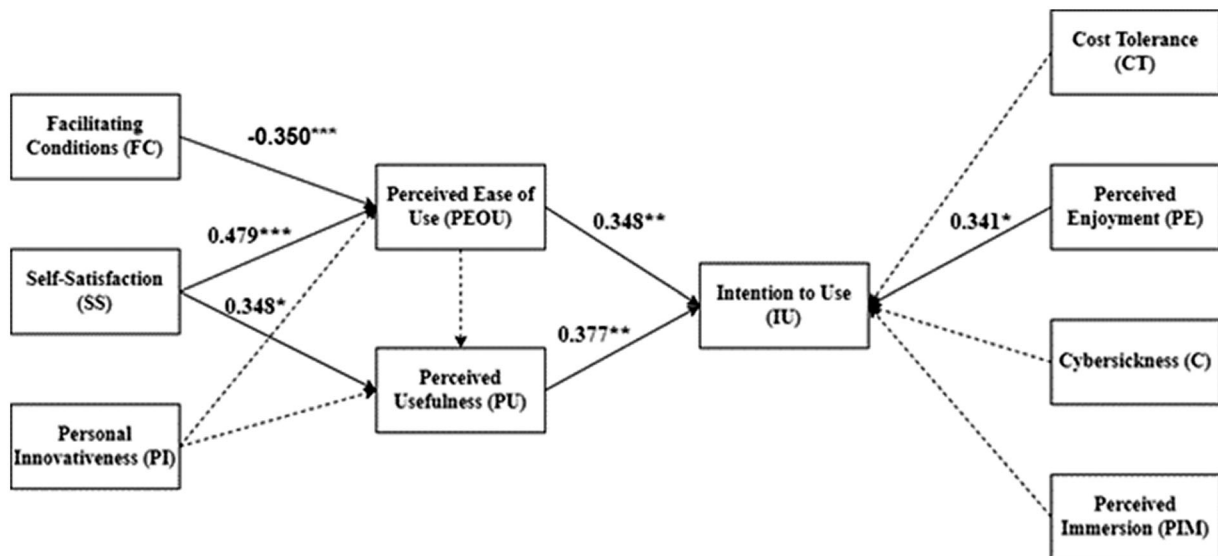 Cost Tolerance
(CT)
Facilitating
Conditions (FC)
-0.350***
Perceived Ease of
Use (PEOU)
Perceived
Enjoyment (PE)
0.341*
0.348**
0.479***
Self-Satisfaction
(SS)
0.348*
Intention to Use
(IU)
0.377**
Cybersickness (C)
Perceived
Usefulness (PU)
Personal
Innovativeness (PI)
Perceived
Immersion (PIM)